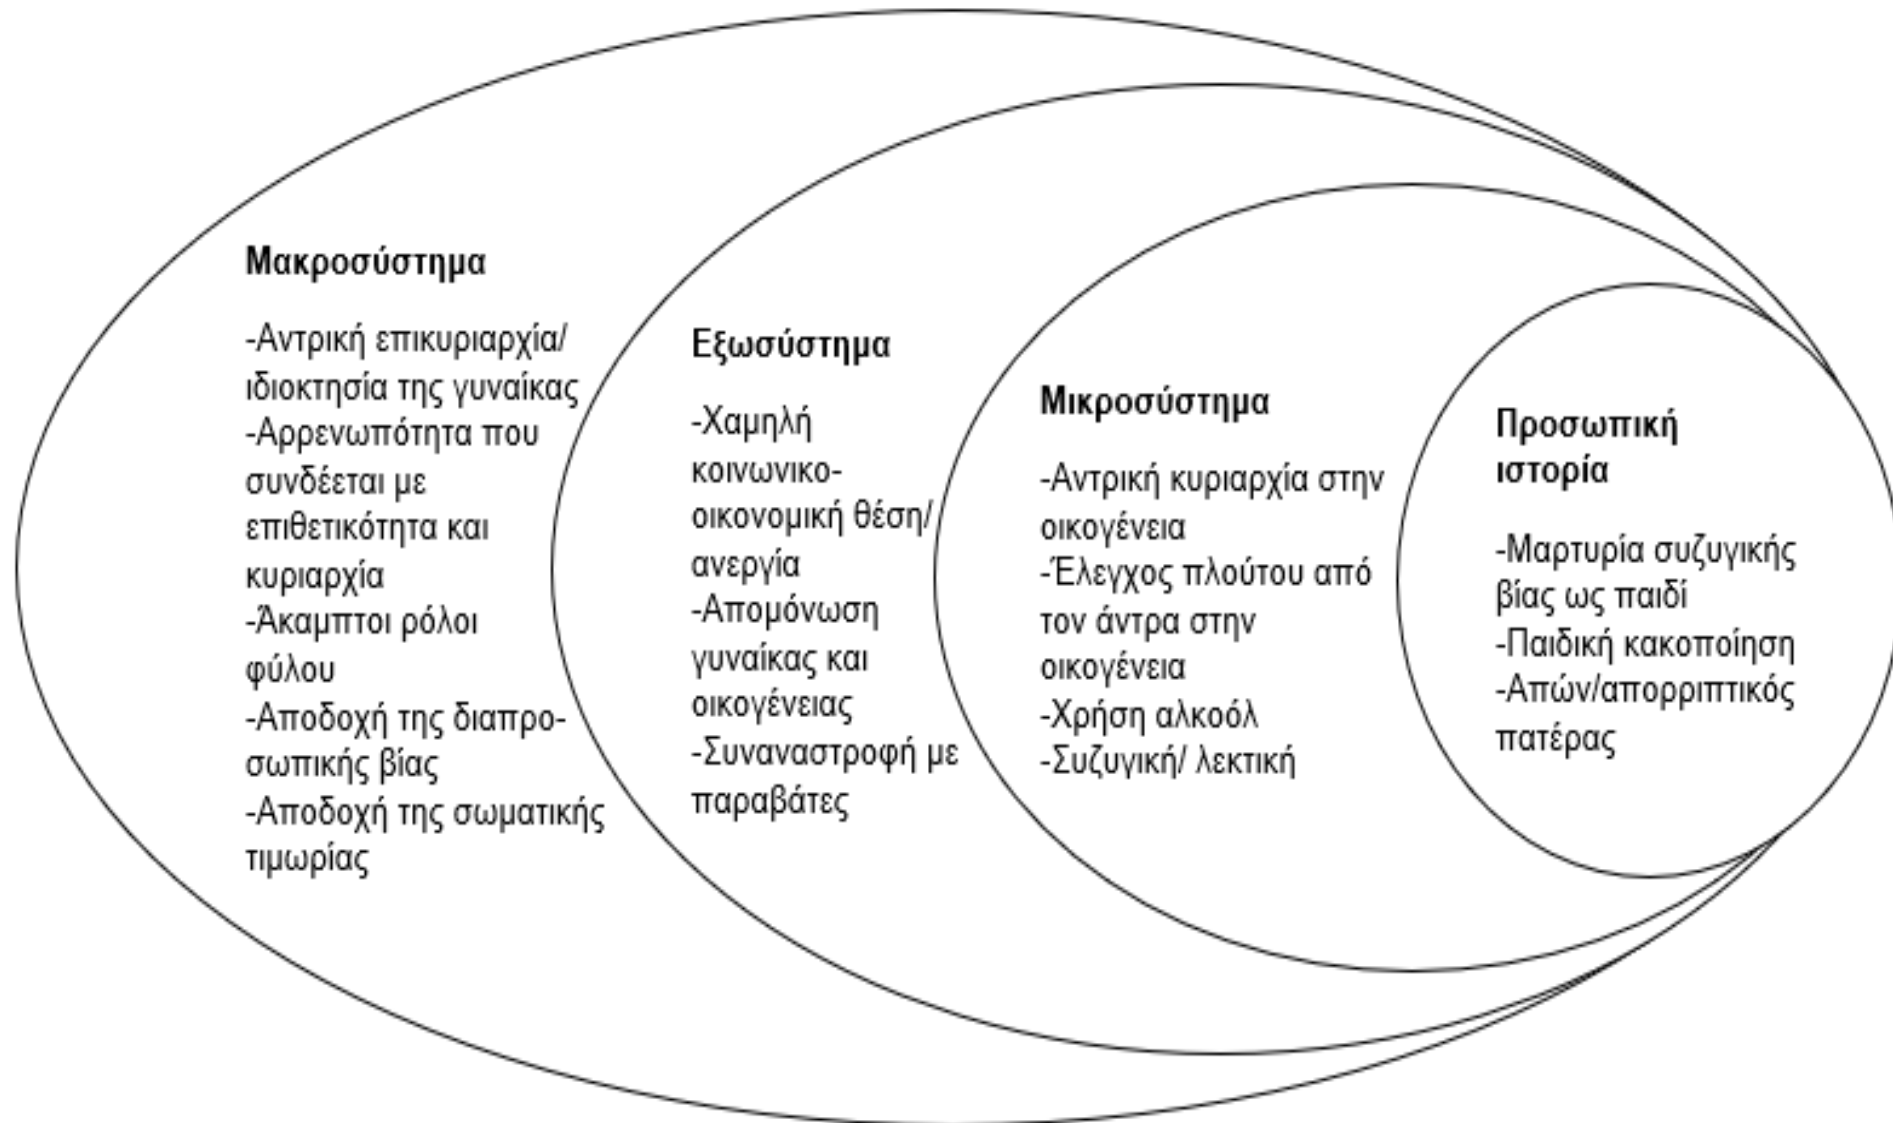 Μακροσύστημα
-Αντρική επικυριαρχία/
ιδιοκτησία της γυναίκας
-Αρρενωπότητα που
συνδέεται με
επιθετικότητα και
κυριαρχία
-Άκαμπτοι ρόλοι
φύλου
-Αποδοχή της διαπρο-
σωπικής βίας
-Αποδοχή της σωματικής
τιμωρίας
Εξωσύστημα
-Χαμηλή
κοινωνικο-
οικονομική θέση/
ανεργία
-Απομόνωση
γυναίκας και
οικογένειας
-Συναναστροφή με
παραβάτες
Μικροσύστημα
-Αντρική κυριαρχία στην
οικογένεια
-Έλεγχος πλούτου από
τον άντρα στην
οικογένεια
-Χρήση αλκοόλ
-Συζυγική/ λεκτική
Προσωπική
ιστορία
-Μαρτυρία συζυγικής
βίας ως παιδί
-Παιδική κακοποίηση
-Απών/απορριπτικός
πατέρας